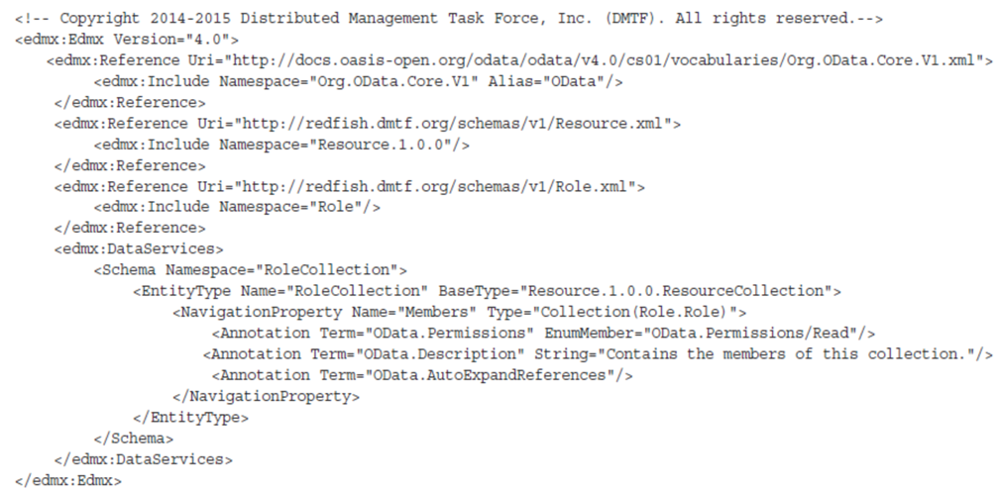 <!-- Copyright 2014-2015 Distributed Management Task Force, Inc. (DMTF). All rights reserved.-->
<edmx:Edmx Version="4.0">
<edmx:Reference Uri="http://docs.oasis-open.org/odata/odata/v4.0/cs01/vocabularies/Org.OData.Core.V1.xml">
<edmx:Include Namespace="Org.OData.Core.V1" Alias="OData"/>
</edmx:Reference>
<edmx:Reference Uri="http://redfish.dmtf.org/schemas/v1/Resource.xml">
<edmx:Include Namespace="Resource.1.0.0"/>
</edmx:Reference>
<edmx:Reference Uri="http://redfish.dmtf.org/schemas/v1/Role.xml">
<edmx:Include Namespace="Role"/>
</edmx:Reference>
<edmx:DataServices>
<Schema Namespace="RoleCollection">
<EntityType Name="RoleCollection" BaseType="Resource.1.0.0.ResourceCollection">
<NavigationProperty Name="Members" Type="Collection(Role.Role)">
<Annotation Term="OData.Permissions" EnumMember="OData.Permissions/Read"/>
<Annotation Term="OData.Description" String="Contains the members of this collection."/>
<Annotation Term="OData.AutoExpandReferences"/>
</NavigationProperty>
</EntityType>
</Schema>
</edmx:DataServices>
</edmx:Edmx>